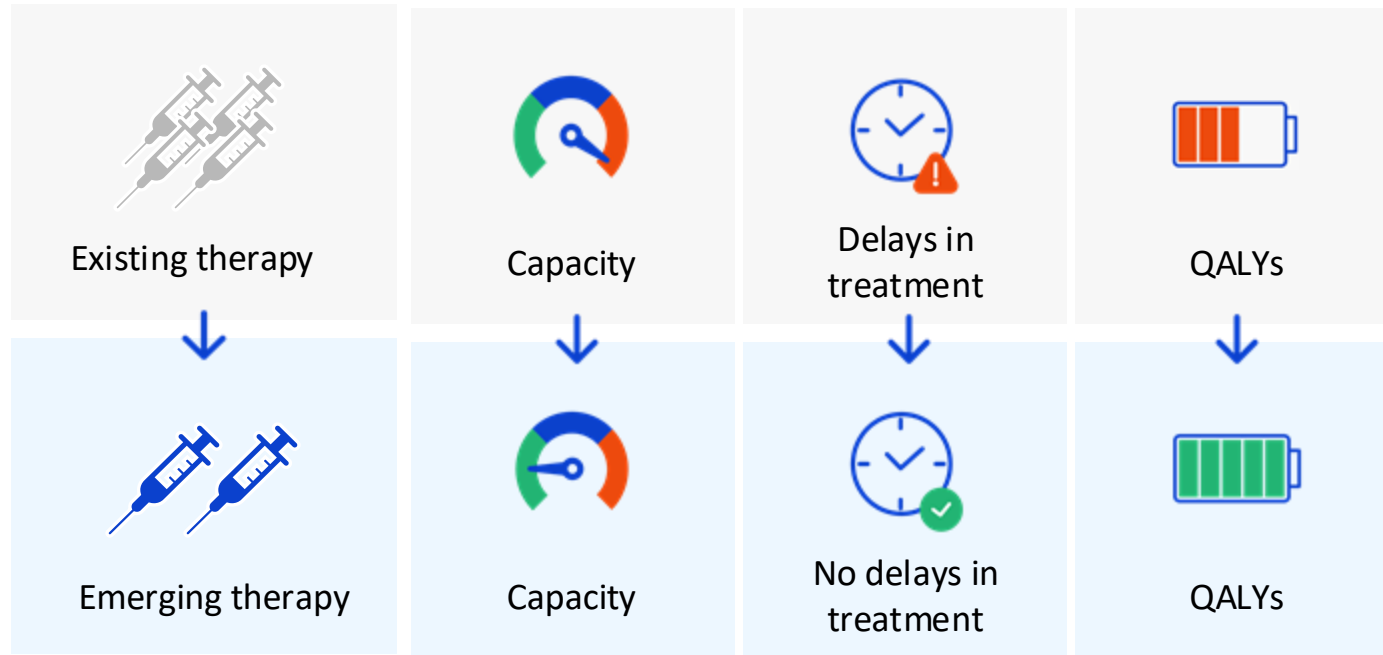 Existing therapy
Capacity
Delays in
treatment
QALYs
Emerging therapy
Capacity
No delays in
treatment
QALYs